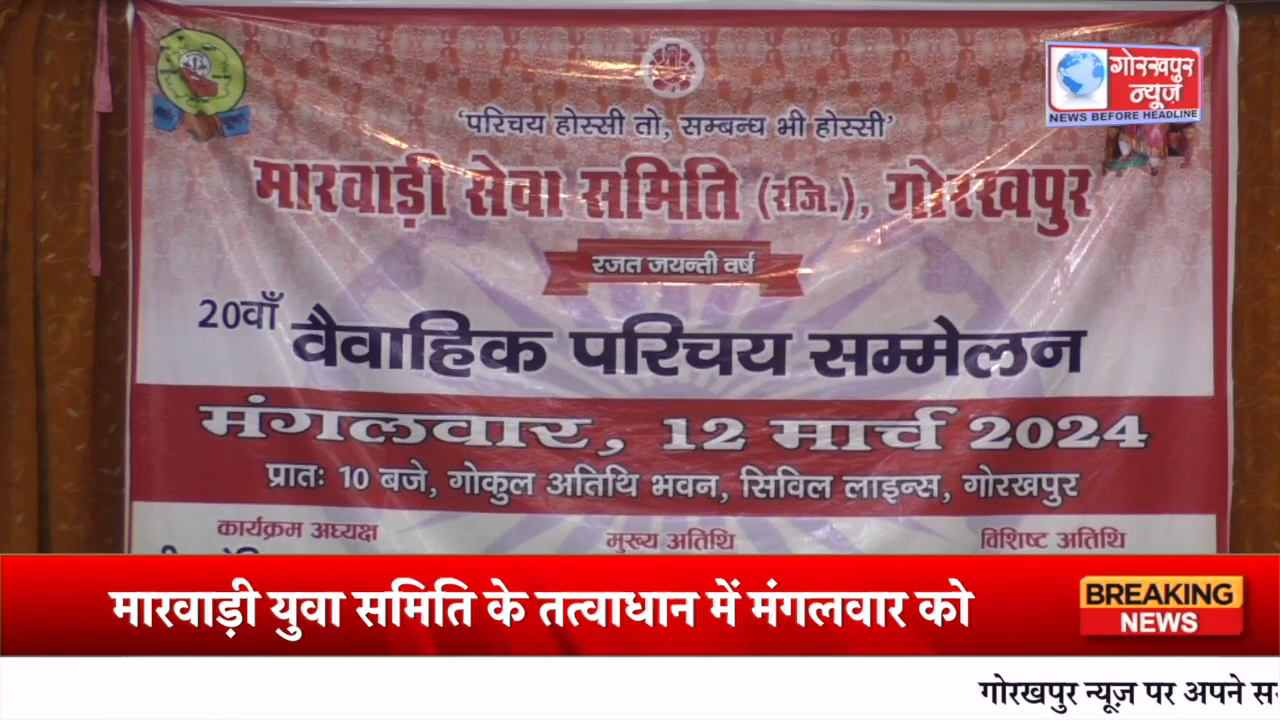 गोरखपुर
न्यूज़
NEWS BEFORE HEADLINE
'परिचय होस्सी तो, सम्बन्ध भी होस्सी'
मारवाड़ी सेवा समिति (रजि.), गोरखपुर
रजत जयन्ती वर्ष
20वाँ वैवाहिक परिचय सम्मेलन
मंगलवार, 12 मार्च 2024
प्रातः 10 बजे, गोकुल अतिथि भवन, सिविल लाइन्स, गोरखपुर
कार्यक्रम अध्यक्ष मुख्य अतिथि विशिष्ट अतिथि
मारवाड़ी युवा समिति के तत्वाधान में मंगलवार को
BREAKING
NEWS
गोरखपुर न्यूज़ पर अपने